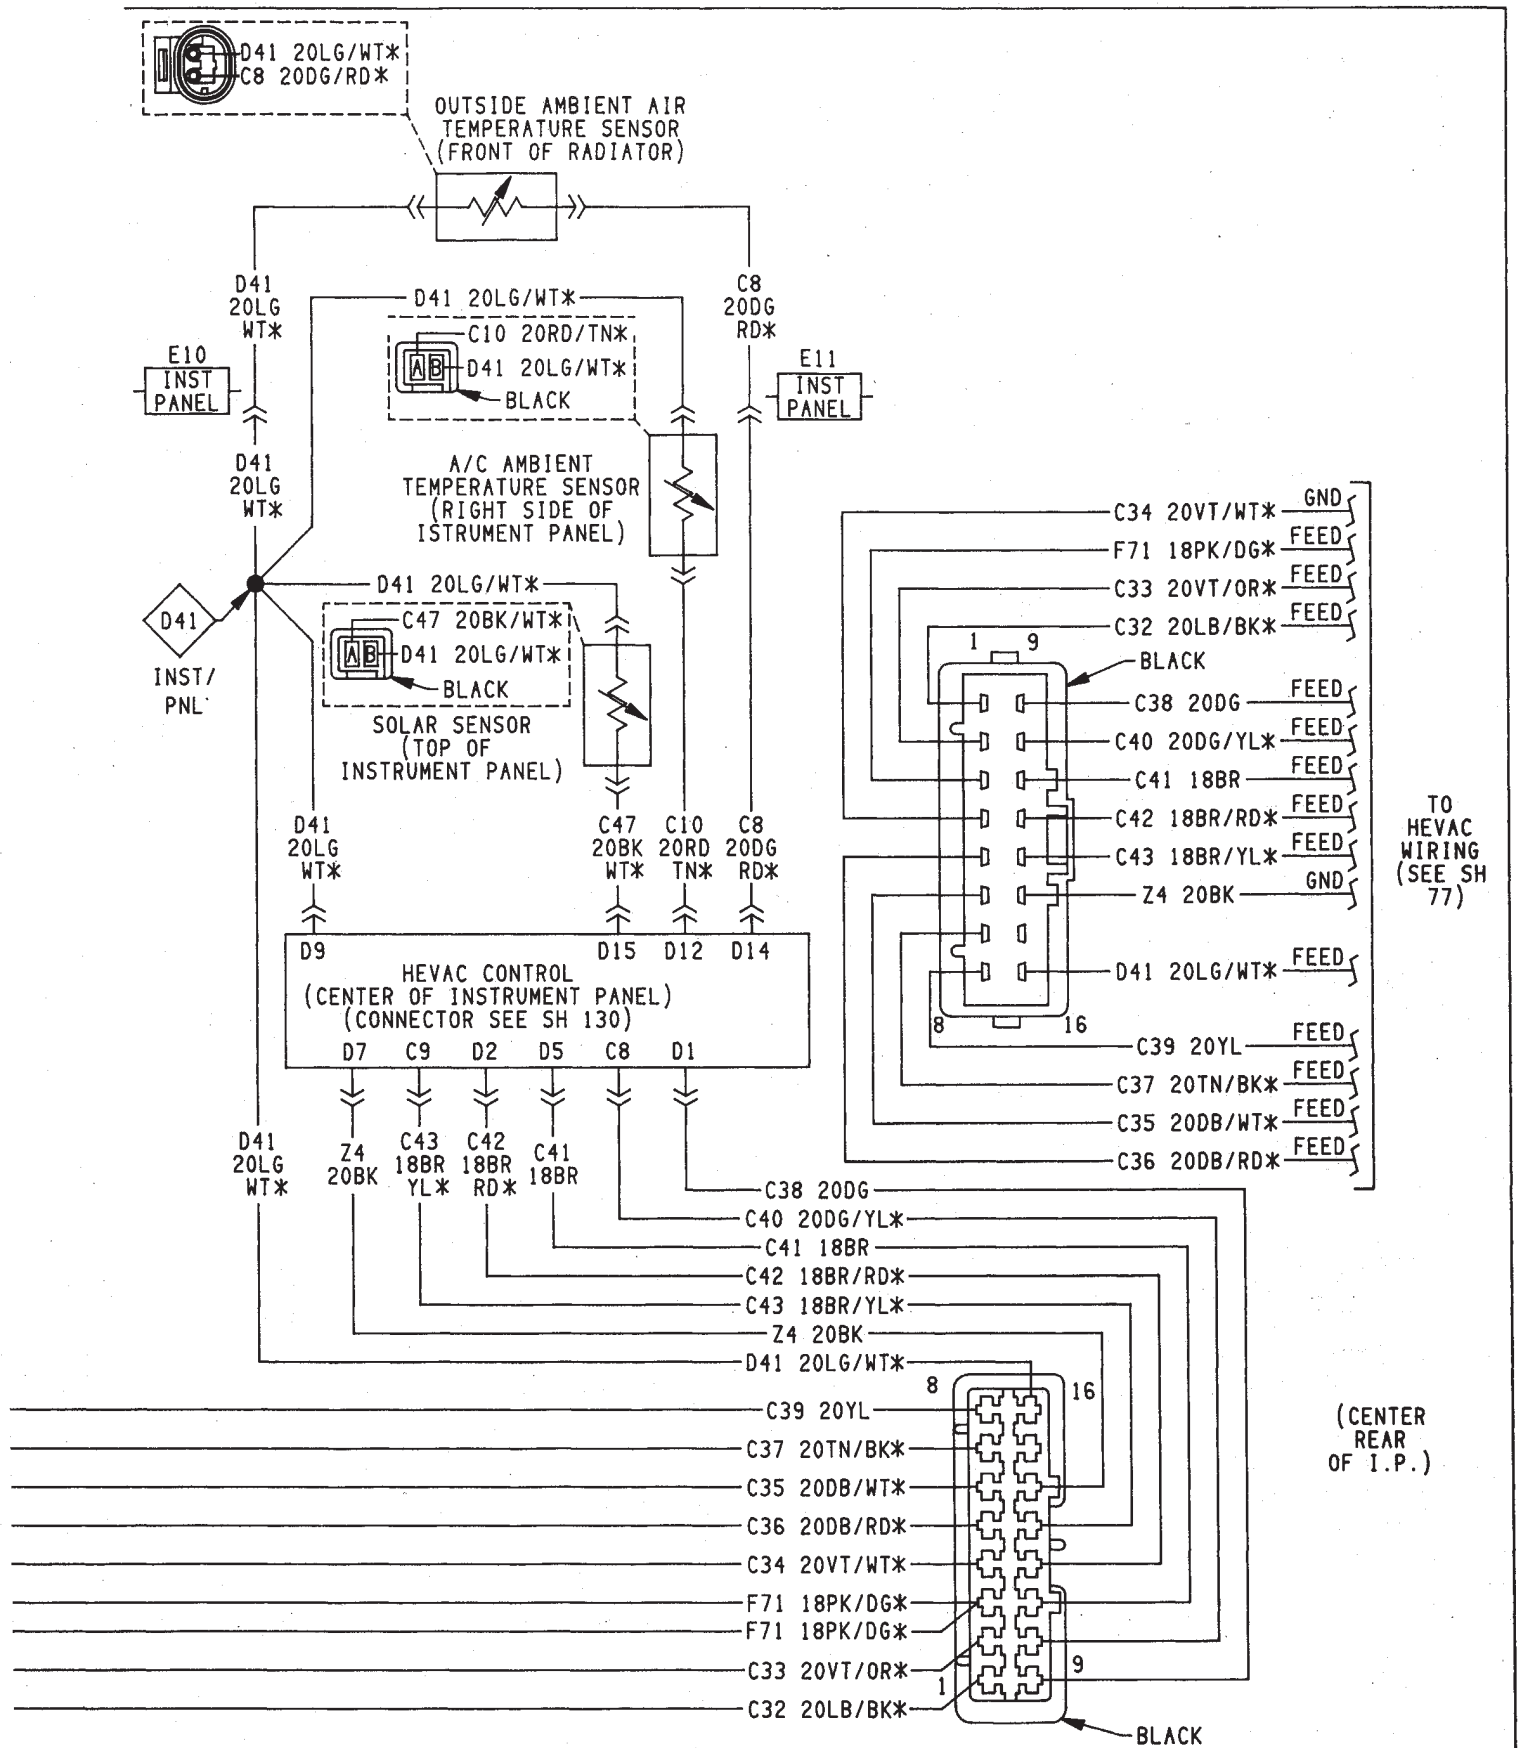 D41 20LG/WT*
C8 20DG/RD*
OUTSIDE AMBIENT AIR
TEMPERATURE SENSOR
(FRONT OF RADIATOR)
D41
20LG
WT*
D41 20LG/WT*
C8
20DG
RD*
C10 20RD/TN*
A B
D41 20LG/WT*
BLACK
E10
INST
PANEL
E11
INST
PANEL
D41
20LG
WT*
A/C AMBIENT
TEMPERATURE SENSOR
(RIGHT SIDE OF
ISTRUMENT PANEL)
D41
INST/
PNL
D41 20LG/WT*
C47 20BK/WT*
A B
D41 20LG/WT*
BLACK
SOLAR SENSOR
(TOP OF
INSTRUMENT PANEL)
D41
20LG
WT*
C47
20BK
WT*
C10
20RD
TN*
C8
20DG
RD*
D9
D15
D12
D14
HEVAC CONTROL
(CENTER OF INSTRUMENT PANEL)
(CONNECTOR SEE SH 130)
D7
C9
D2
D5
C8
D1
D41
20LG
WT*
Z4
20BK
C43
18BR
YL*
C42
18BR
RD*
C41
18BR
C34 20VT/WT* GND
F71 18PK/DG* FEED
C33 20VT/OR* FEED
C32 20LB/BK* FEED
1
9
BLACK
C38 20DG FEED
C40 20DG/YL* FEED
C41 18BR FEED
C42 18BR/RD* FEED
C43 18BR/YL* FEED
Z4 20BK GND
D41 20LG/WT* FEED
8
16
C39 20YL FEED
C37 20TN/BK* FEED
C35 20DB/WT* FEED
C36 20DB/RD* FEED
TO
HEVAC
WIRING
(SEE SH
77)
C38 20DG
C40 20DG/YL*
C41 18BR
C42 18BR/RD*
C43 18BR/YL*
Z4 20BK
D41 20LG/WT*
8
16
C39 20YL
C37 20TN/BK*
C35 20DB/WT*
C36 20DB/RD*
C34 20VT/WT*
F71 18PK/DG*
F71 18PK/DG*
C33 20VT/OR*
C32 20LB/BK*
1
9
BLACK
(CENTER
REAR
OF I.P.)